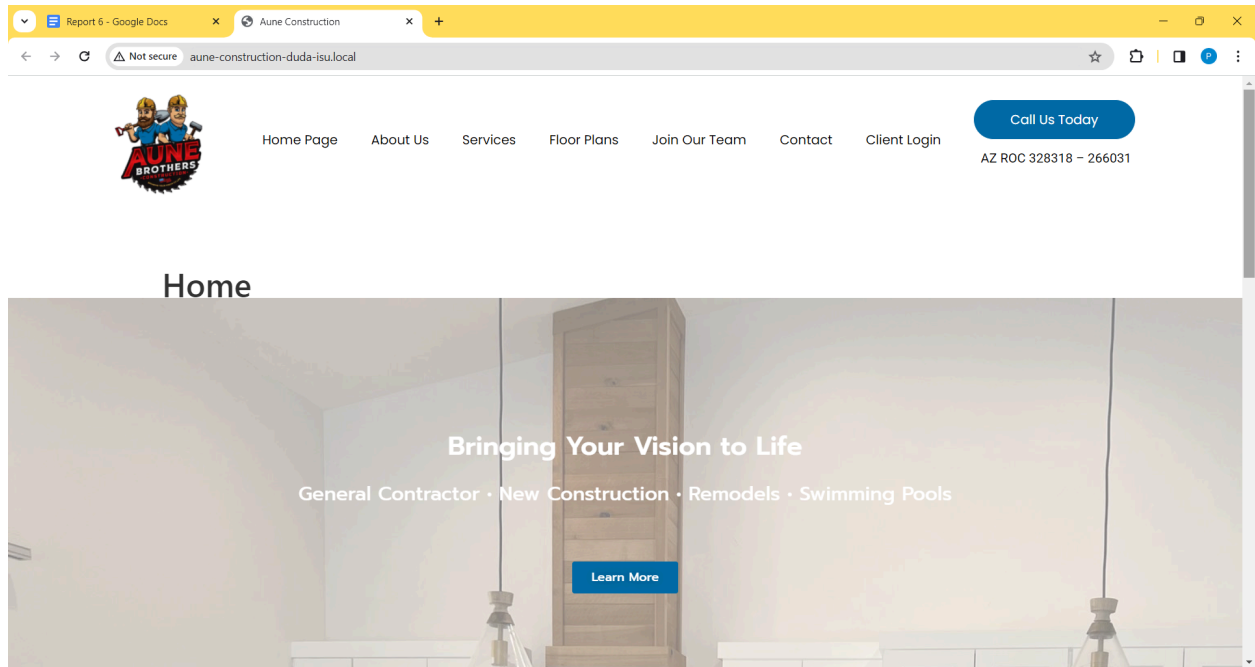 Report 6 - Google Docs
Aune Construction
Not secure
aune-construction-duda-isu.local
P
AUNE
BROTHERS
CONSTRUCTION
Home Page
About Us
Services
Floor Plans
Join Our Team
Contact
Client Login
Call Us Today
AZ ROC 328318 – 266031
Home
Bringing Your Vision to Life
General Contractor · New Construction · Remodels · Swimming Pools
Learn More